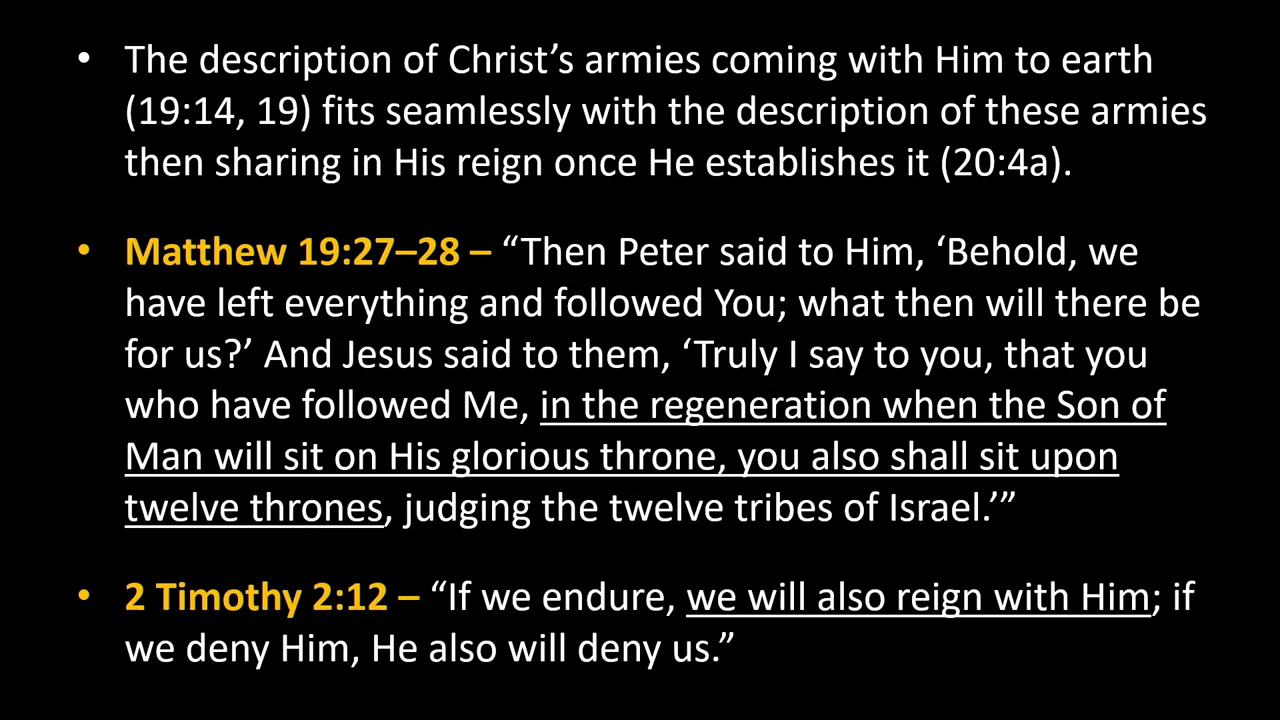 • The description of Christ’s armies coming with Him to earth
(19:14, 19) fits seamlessly with the description of these armies
then sharing in His reign once He establishes it (20:4a).
• Matthew 19:27–28 – “Then Peter said to Him, ‘Behold, we
have left everything and followed You; what then will there be
for us?’ And Jesus said to them, ‘Truly I say to you, that you
who have followed Me, in the regeneration when the Son of
Man will sit on His glorious throne, you also shall sit upon
twelve thrones, judging the twelve tribes of Israel.’”
• 2 Timothy 2:12 – “If we endure, we will also reign with Him; if
we deny Him, He also will deny us.”